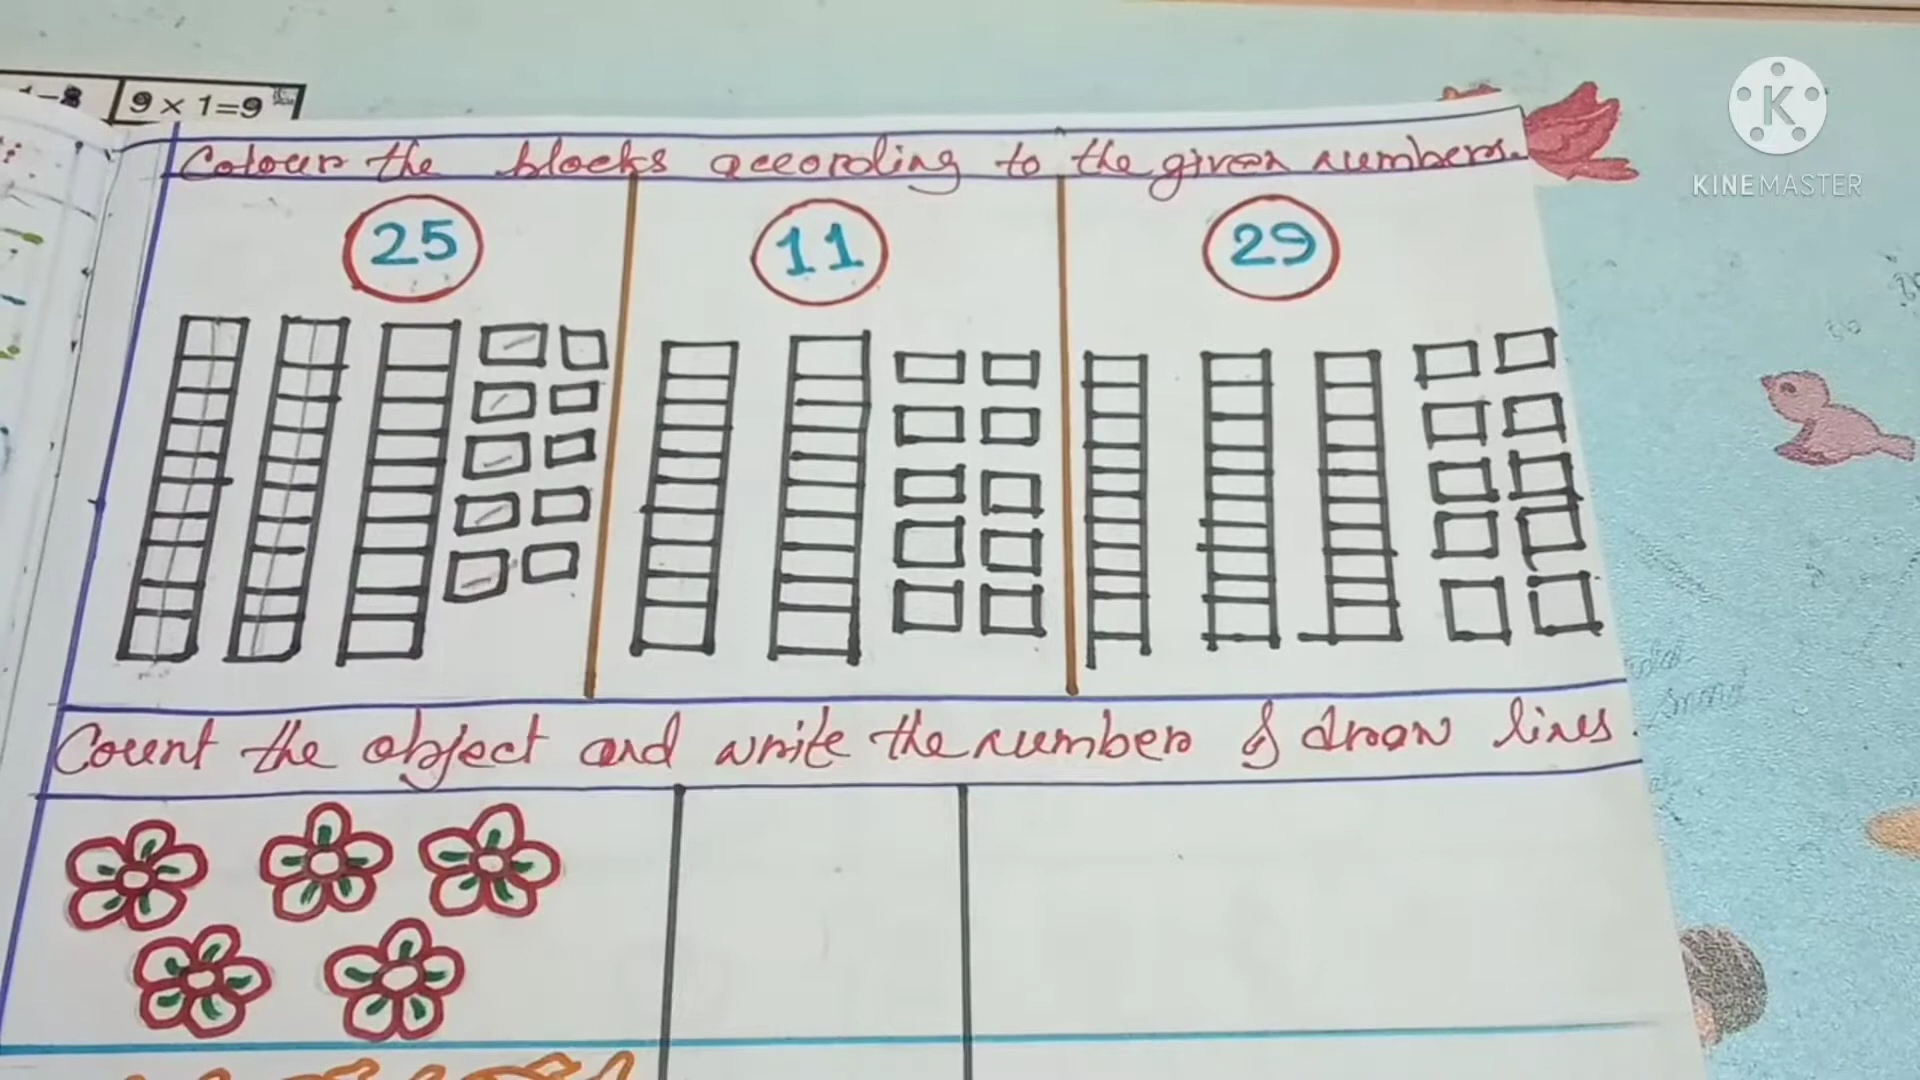 9 × 1=9
K
KINEMASTER
Colour the blocks according to the given numbers.
25
11
29
Count the object and write the number & draw lines.